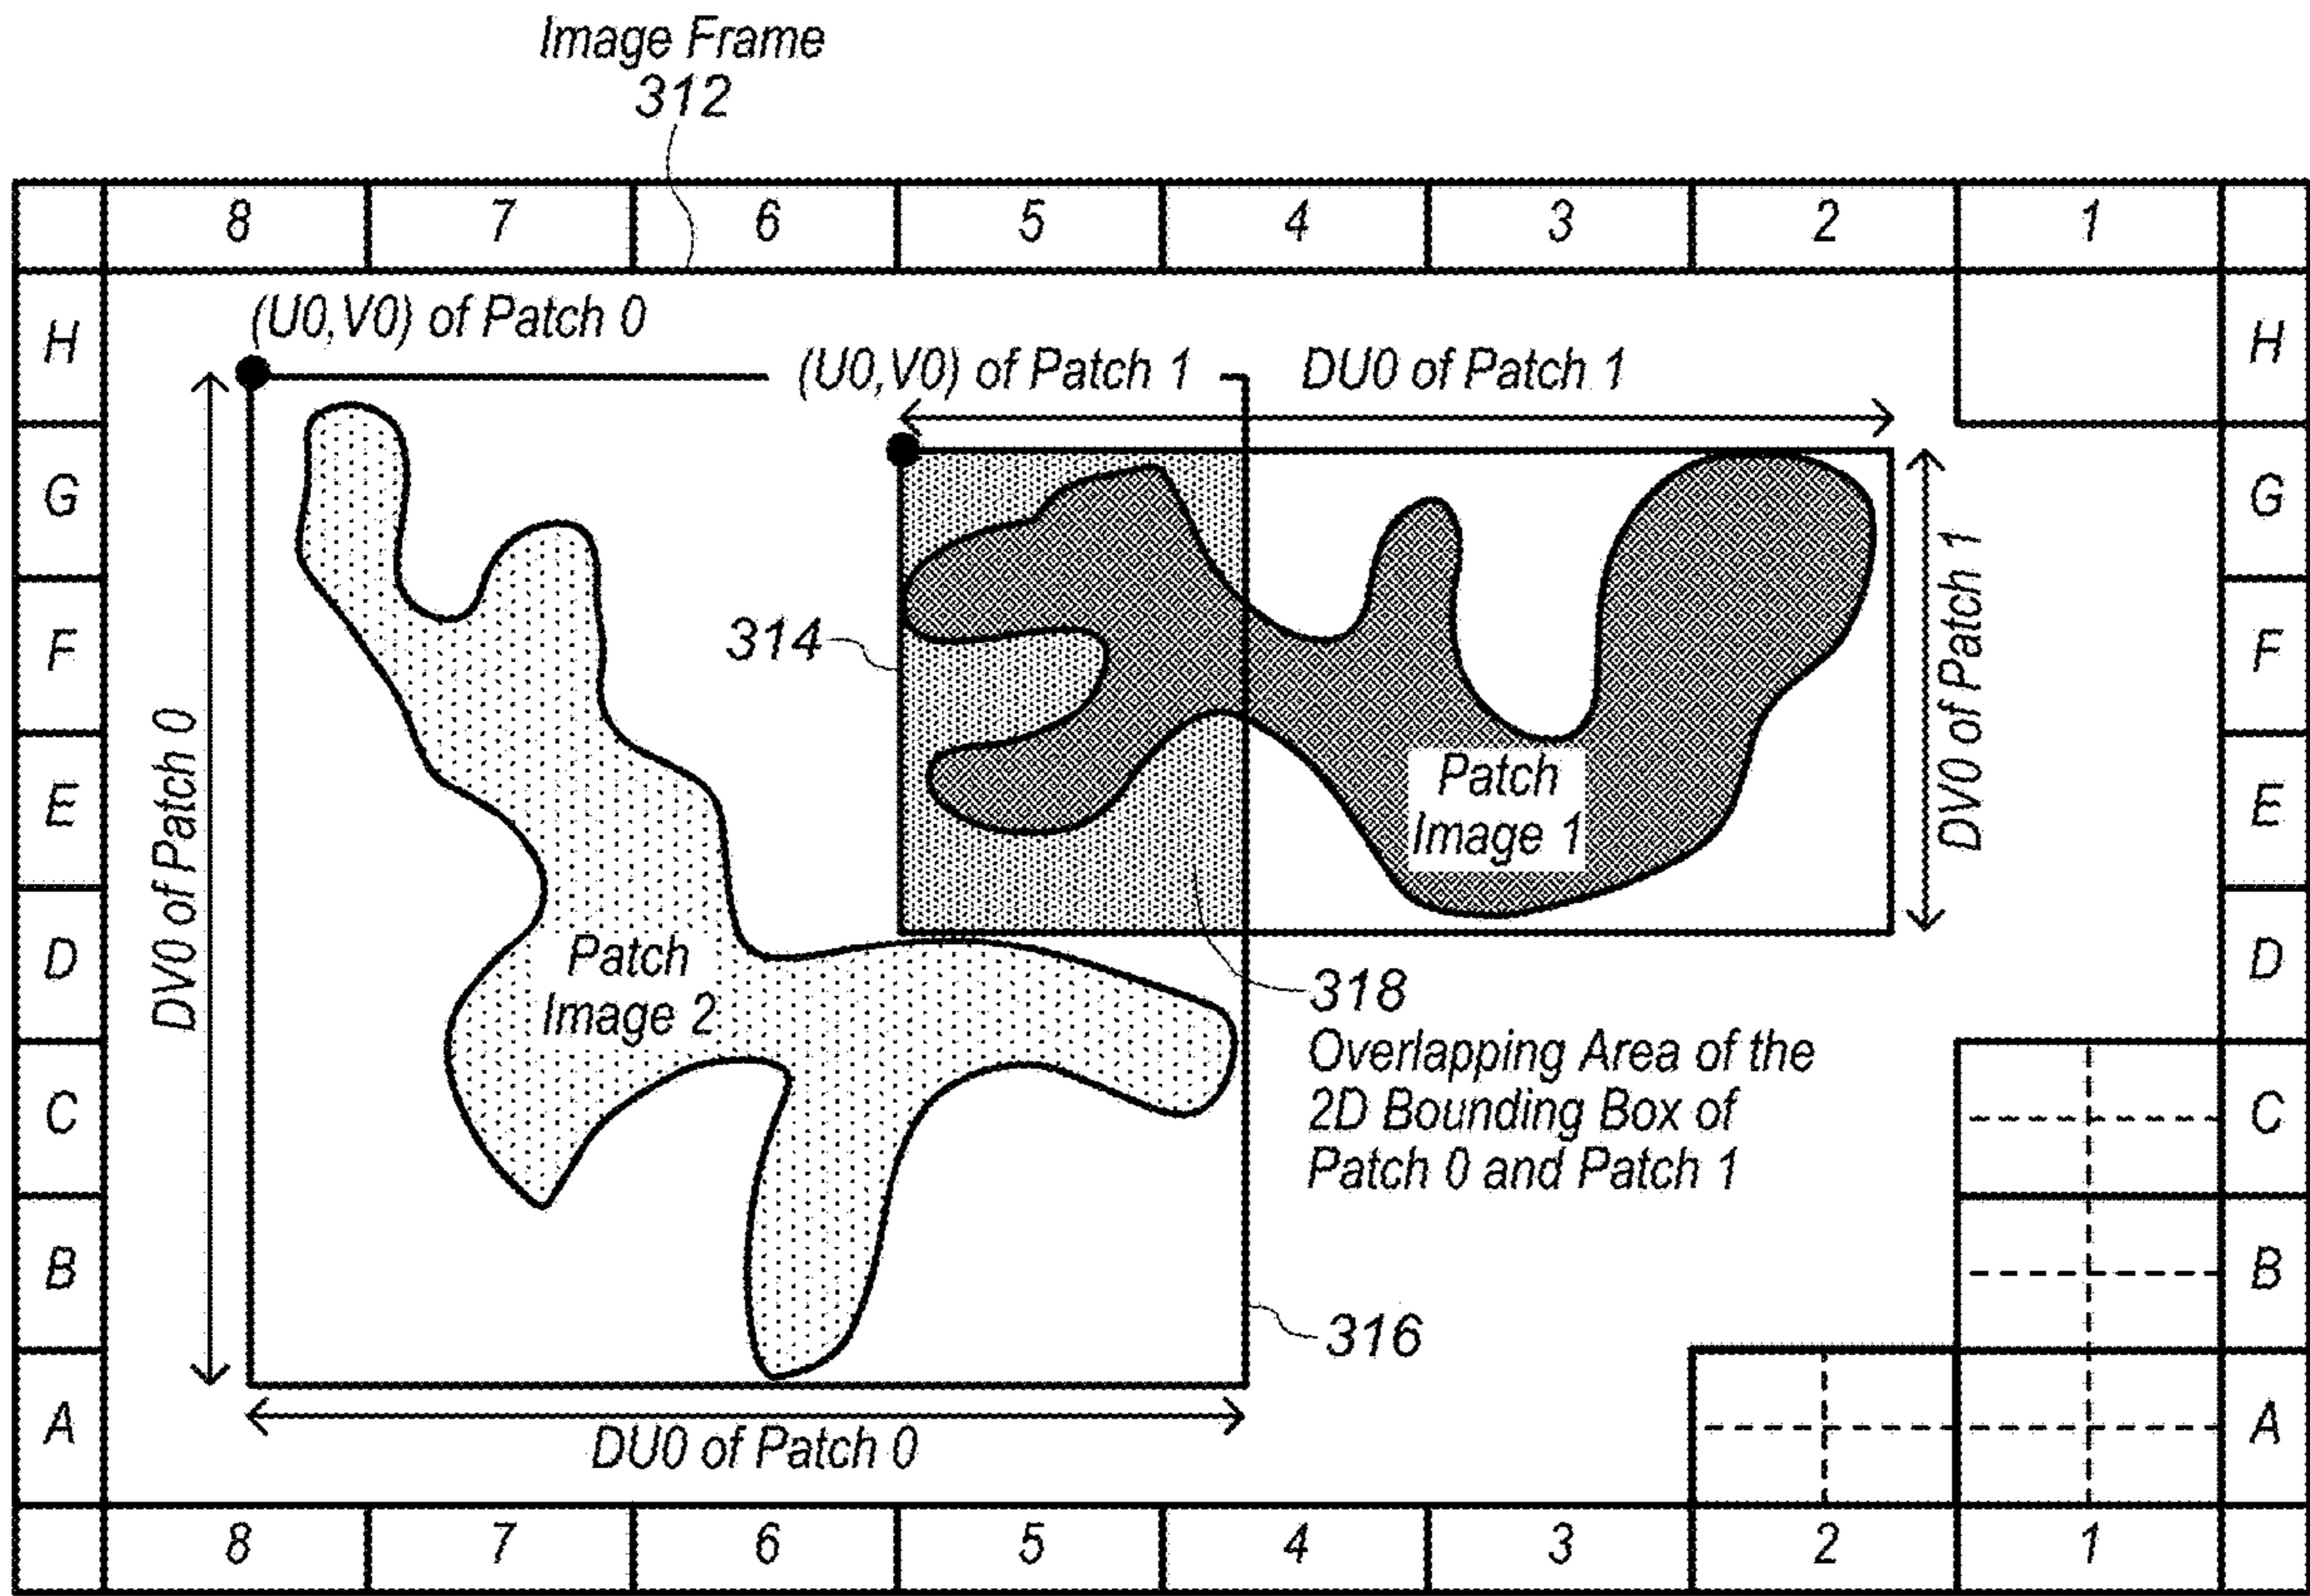 Image Frame
312
8 7 6 5 4 3 2 1
H H
(U0,V0) of Patch 0
(U0,V0) of Patch 1
DU0 of Patch 1
G G
F F
314
DV0 of Patch 0
DV0 of Patch 1
E E
Patch
Image 1
D D
Patch
Image 2
318
Overlapping Area of the
2D Bounding Box of
Patch 0 and Patch 1
C C
B B
316
A A
DU0 of Patch 0
8 7 6 5 4 3 2 1